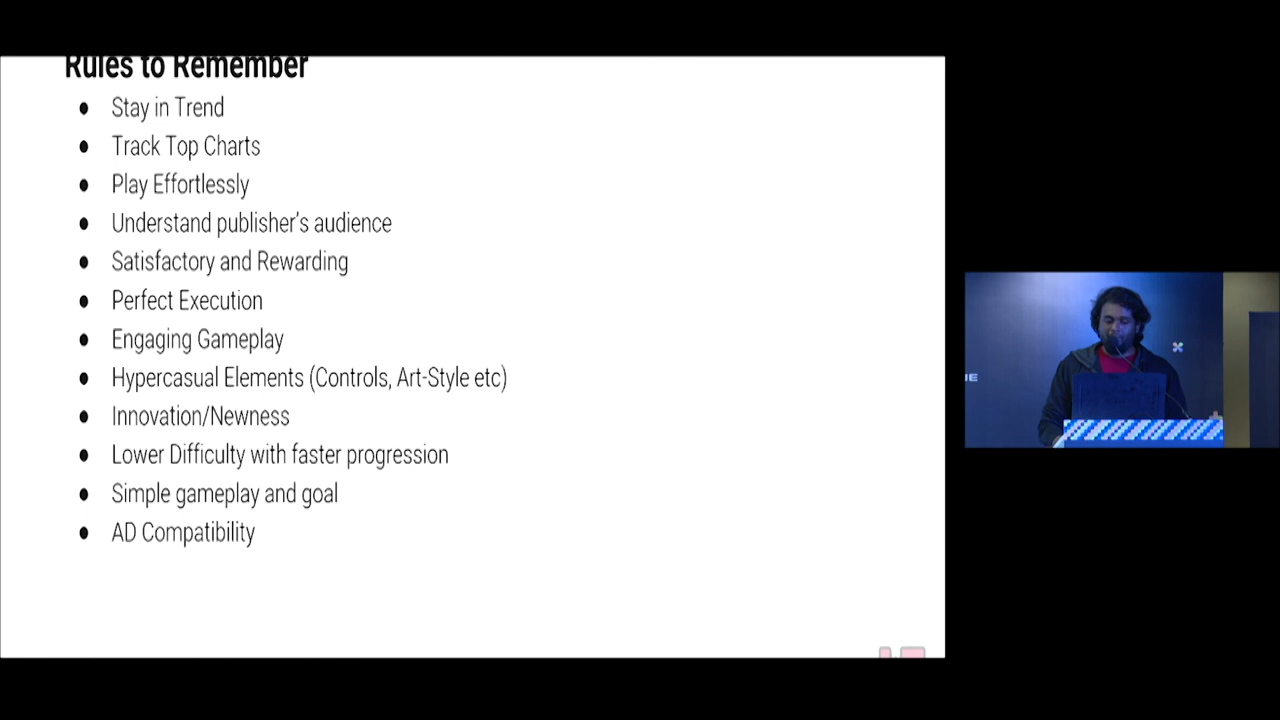 Rules to Remember
● Stay in Trend
● Track Top Charts
● Play Effortlessly
● Understand publisher's audience
● Satisfactory and Rewarding
● Perfect Execution
● Engaging Gameplay
● Hypercasual Elements (Controls, Art-Style etc)
● Innovation/Newness
● Lower Difficulty with faster progression
● Simple gameplay and goal
● AD Compatibility